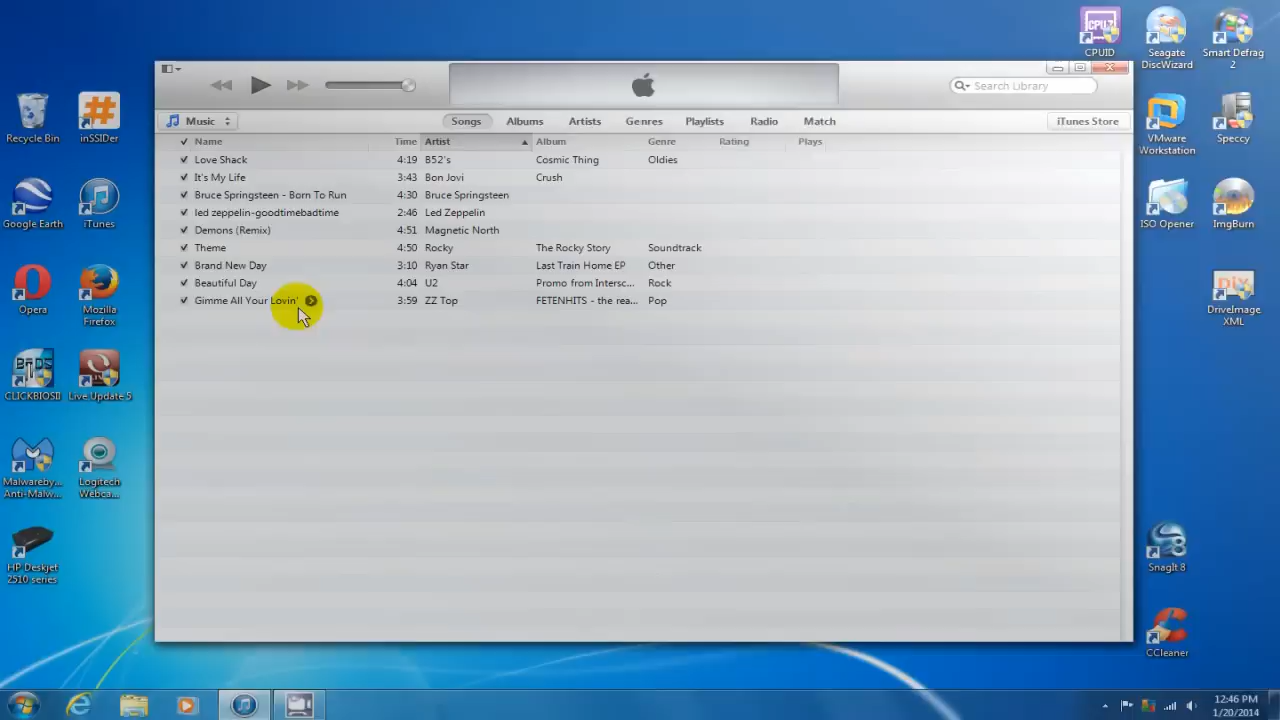 CPUID
Seagate DiscWizard
Smart Defrag 2
Recycle Bin
inSSIDer
Search Library
Music
Songs
Albums
Artists
Genres
Playlists
Radio
Match
iTunes Store
Name Time Artist Album Genre Rating Plays
Love Shack 4:19 B52's Cosmic Thing Oldies
It's My Life 3:43 Bon Jovi Crush
Bruce Springsteen - Born To Run 4:30 Bruce Springsteen
led zeppelin-goodtimebadtime 2:46 Led Zeppelin
Demons (Remix) 4:51 Magnetic North
Theme 4:50 Rocky The Rocky Story Soundtrack
Brand New Day 3:10 Ryan Star Last Train Home EP Other
Beautiful Day 4:04 U2 Promo from Intersc... Rock
Gimme All Your Lovin' 3:59 ZZ Top FETENHITS - the rea... Pop
VMware Workstation
Speccy
Google Earth
iTunes
ISO Opener
ImgBurn
Opera
Mozilla Firefox
DriveImage XML
CLICKBIOSII
Live Update 5
Malwareby... Anti-Malw...
Logitech Webca...
HP Deskjet 2510 series
SnagIt 8
CCleaner
12:46 PM
1/20/2014